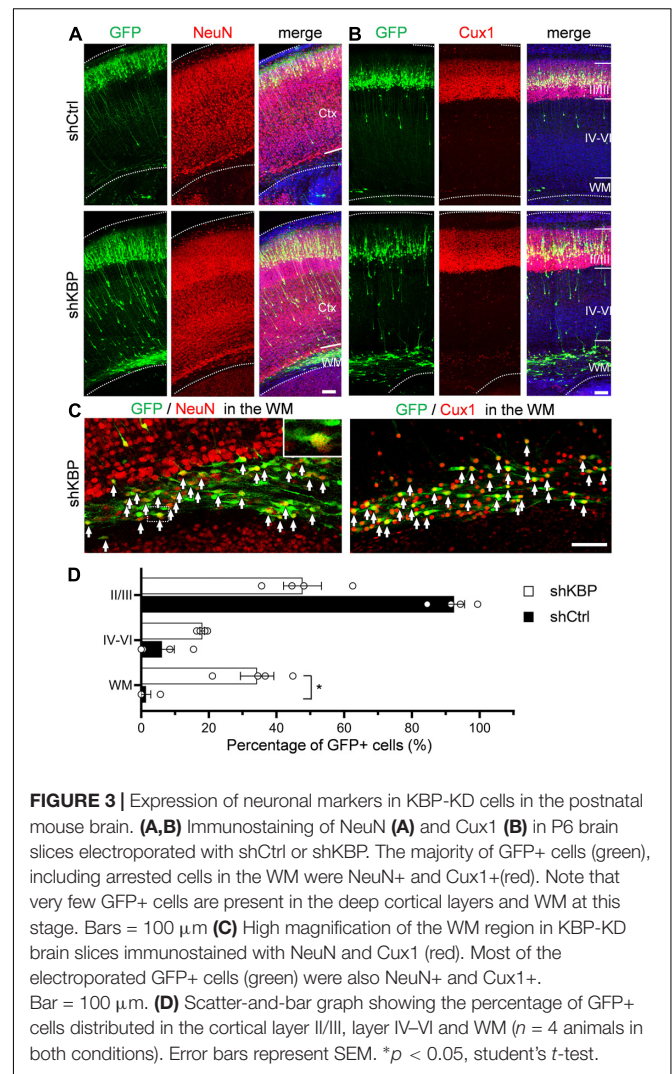 A GFP NeuN merge B GFP Cux1 merge
shCtrl
Ctx
II/III
IV-VI
WM
shKBP
Ctx
WM
II/III
IV-VI
WM
C GFP / NeuN in the WM GFP / Cux1 in the WM
shKBP
D
II/III
IV-VI
WM
*
shKBP
shCtrl
0 20 40 60 80 100
Percentage of GFP+ cells (%)
FIGURE 3 | Expression of neuronal markers in KBP-KD cells in the postnatal
mouse brain. (A,B) Immunostaining of NeuN (A) and Cux1 (B) in P6 brain
slices electroporated with shCtrl or shKBP. The majority of GFP+ cells (green),
including arrested cells in the WM were NeuN+ and Cux1+(red). Note that
very few GFP+ cells are present in the deep cortical layers and WM at this
stage. Bars = 100 μm (C) High magnification of the WM region in KBP-KD
brain slices immunostained with NeuN and Cux1 (red). Most of the
electroporated GFP+ cells (green) were also NeuN+ and Cux1+.
Bar = 100 μm. (D) Scatter-and-bar graph showing the percentage of GFP+
cells distributed in the cortical layer II/III, layer IV–VI and WM (n = 4 animals in
both conditions). Error bars represent SEM. *p < 0.05, student's t-test.